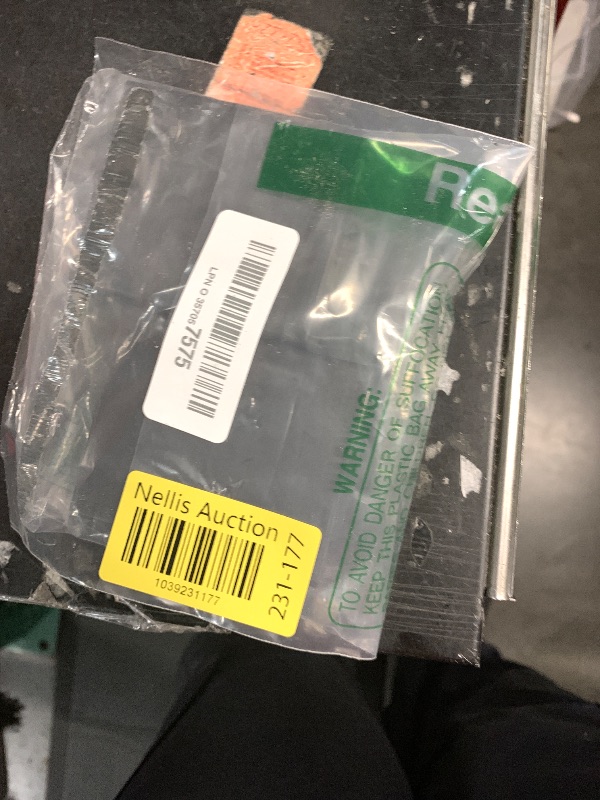 Re
LPN O 35705 7575
WARNING:
TO AVOID DANGER OF SUFFOCATION
KEEP THIS PLASTIC BAG AWAY
Nellis Auction
1039231177
231-177